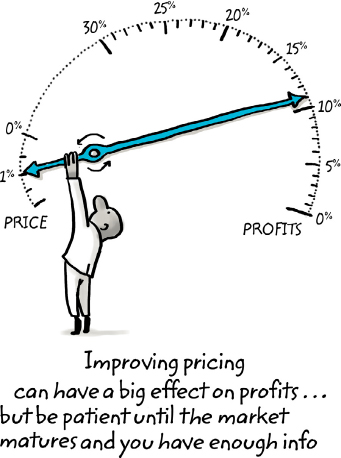 25%
20%
30%
15%
0%
10%
1%
5%
PRICE
0%
PROFITS
Improving pricing
can have a big effect on profits...
but be patient until the market
matures and you have enough info